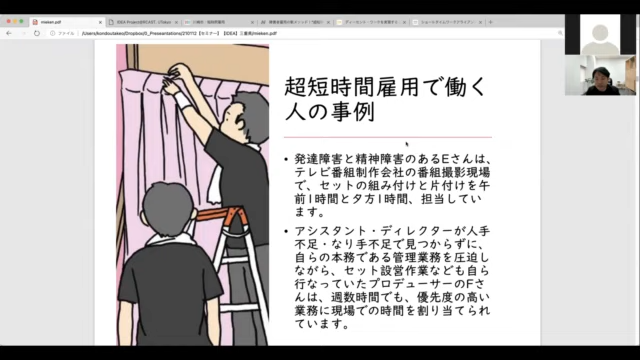 mieken.pdf
ファイル
超短時間雇用で働く
人の事例
• 発達障害と精神障害のあるEさんは、
テレビ番組制作会社の番組撮影現場
で、セットの組み付けと片付けを午
前1時間と夕方1時間、担当してい
ます。
• アシスタント・ディレクターが人手
不足・なり手不足で見つからずに、
自らの本務である管理業務を圧迫し
ながら、セット設営作業なども自ら
行なっていたプロデューサーのFさ
んは、週数時間でも、優先度の高い
業務に現場での時間を割り当てられ
ています。